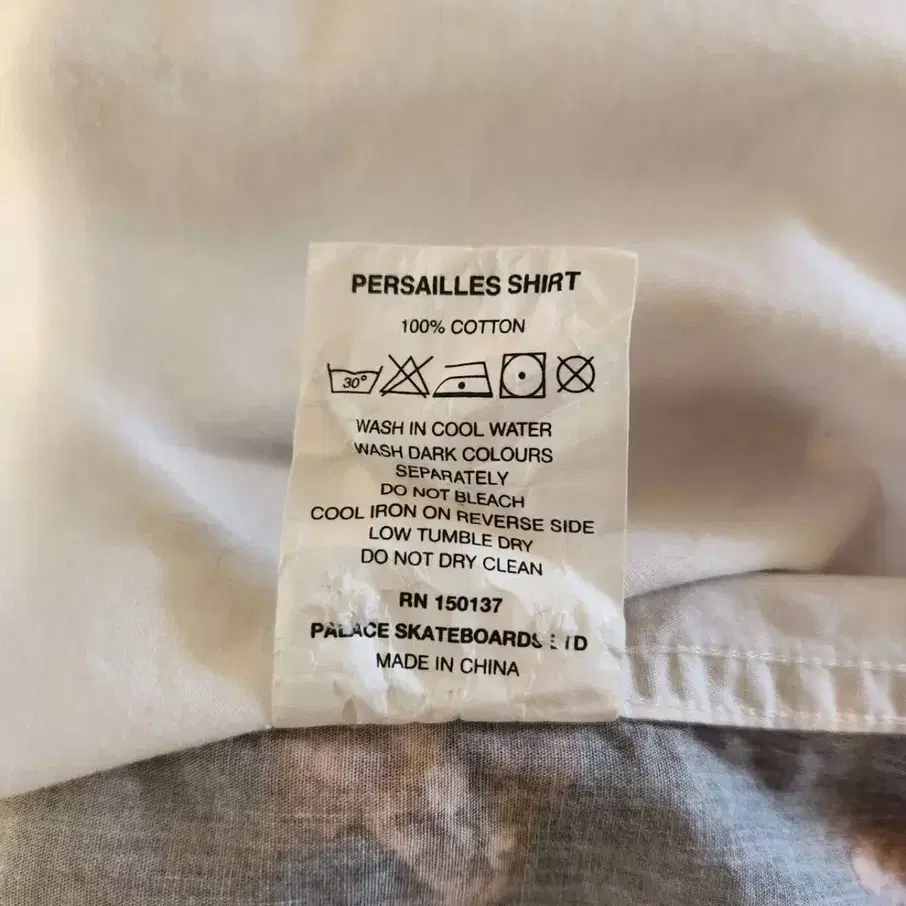 PERSAILLES SHIRT
100% COTTON
30°
WASH IN COOL WATER
WASH DARK COLOURS
SEPARATELY
DO NOT BLEACH
COOL IRON ON REVERSE SIDE
LOW TUMBLE DRY
DO NOT DRY CLEAN
RN 150137
PALACE SKATEBOARDS LTD
MADE IN CHINA